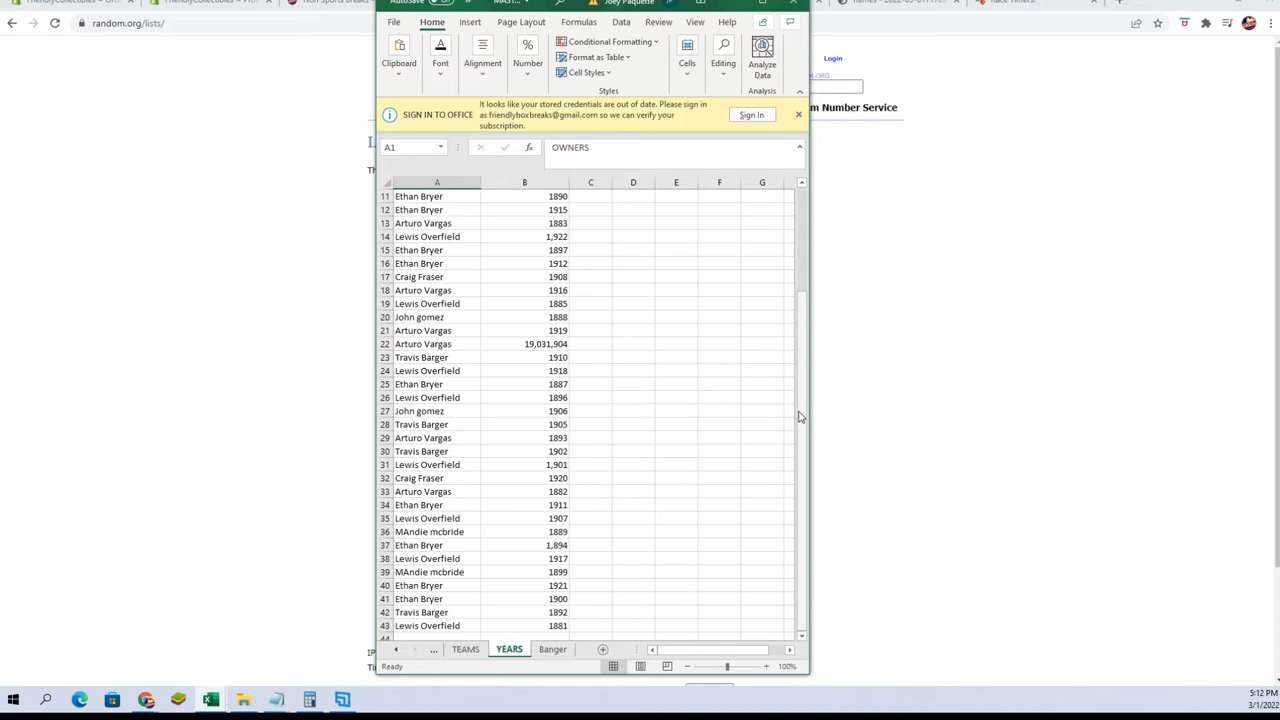 random.org/lists/
Joey Paquette
File Home Insert Page Layout Formulas Data Review View Help
Clipboard
Font
Alignment
Number
Conditional Formatting
Format as Table
Cell Styles
Styles
Cells
Editing
Analyze Data
Analysis
Login
m Number Service
SIGN IN TO OFFICE
It looks like your stored credentials are out of date. Please sign in
as friendlyboxbreaks@gmail.com so we can verify your
subscription.
Sign In
A1
fx
OWNERS
A B C D E F G
11 Ethan Bryer 1890
12 Ethan Bryer 1915
13 Arturo Vargas 1883
14 Lewis Overfield 1,922
15 Ethan Bryer 1897
16 Ethan Bryer 1912
17 Craig Fraser 1908
18 Arturo Vargas 1916
19 Lewis Overfield 1885
20 John gomez 1888
21 Arturo Vargas 1919
22 Arturo Vargas 19,031,904
23 Travis Barger 1910
24 Lewis Overfield 1918
25 Ethan Bryer 1887
26 Lewis Overfield 1896
27 John gomez 1906
28 Travis Barger 1905
29 Arturo Vargas 1893
30 Travis Barger 1902
31 Lewis Overfield 1,901
32 Craig Fraser 1920
33 Arturo Vargas 1882
34 Ethan Bryer 1911
35 Lewis Overfield 1907
36 MAndie mcbride 1889
37 Ethan Bryer 1,894
38 Lewis Overfield 1917
39 MAndie mcbride 1899
40 Ethan Bryer 1921
41 Ethan Bryer 1900
42 Travis Barger 1892
43 Lewis Overfield 1881
... TEAMS YEARS Banger
Ready
100%
5:12 PM
3/1/2022